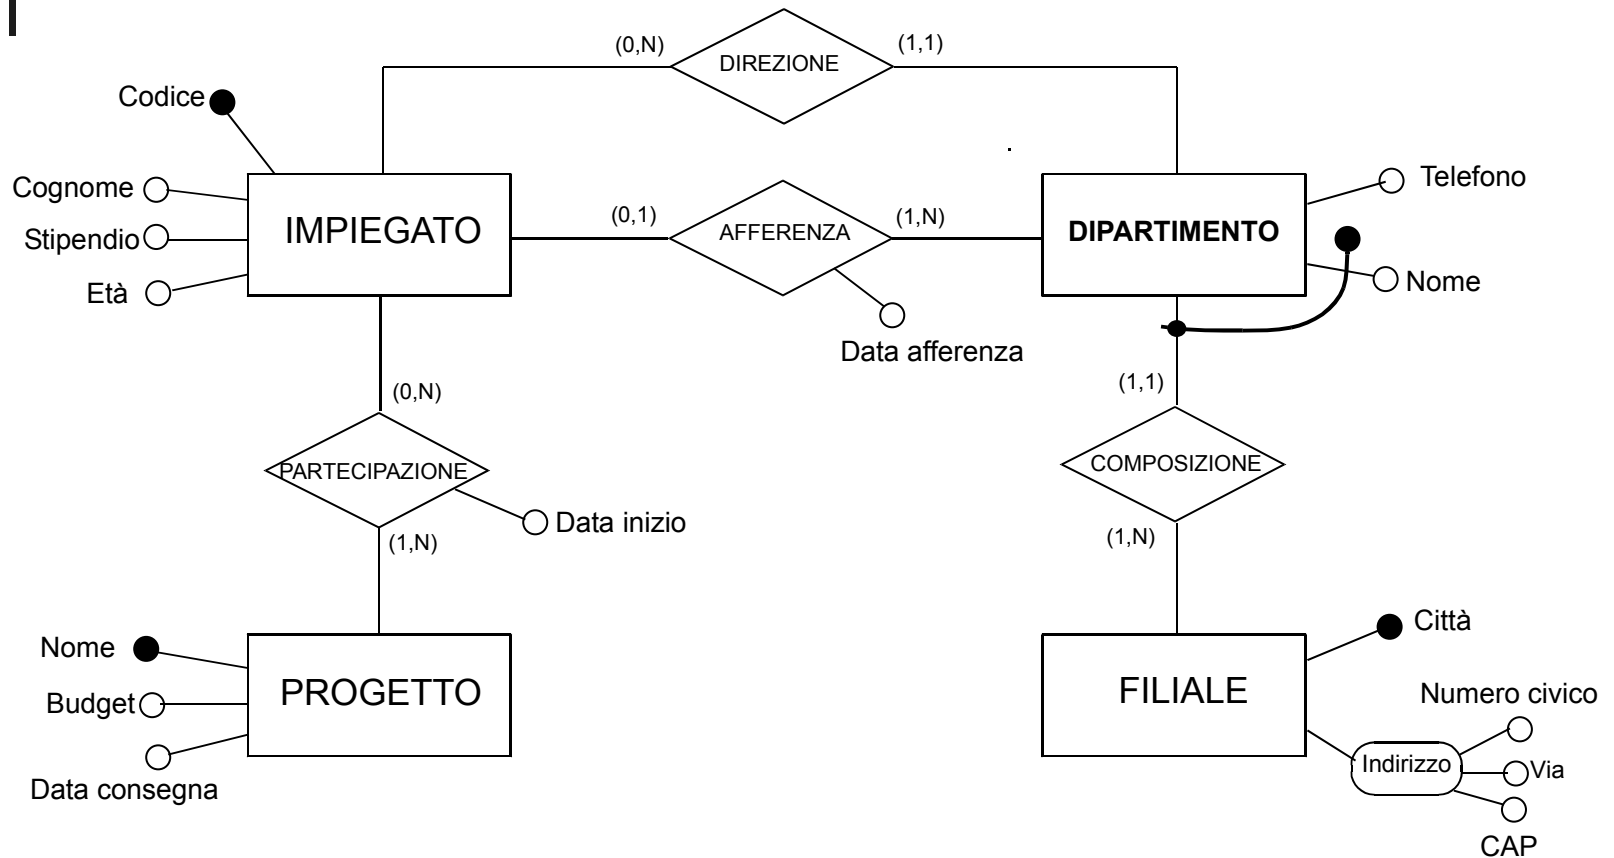 (0,N)
DIREZIONE
(1,1)
Codice
Cognome
Stipendio
Età
IMPIEGATO
(0,1)
AFFERENZA
(1,N)
Data afferenza
DIPARTIMENTO
Telefono
Nome
(0,N)
PARTECIPAZIONE
Data inizio
(1,N)
(1,1)
COMPOSIZIONE
(1,N)
Nome
Budget
Data consegna
PROGETTO
FILIALE
Città
Numero civico
Indirizzo
Via
CAP